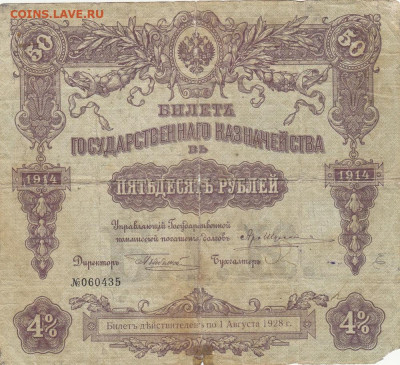 COINS.LAVE.RU
50 50
БИЛЕТЪ
ГОСУДАРСТВЕННАГО КАЗНАЧЕЙСТВА
ВЪ
1914 1914
ПЯТЬДЕСЯТЪ РУБЛЕЙ
Управляющій Государственной
коммиссіей погашенія долговъ
Директоръ Бухгалтеръ
№060435
4% 4%
Билетъ дѣйствителенъ по 1 Августа 1928 г.